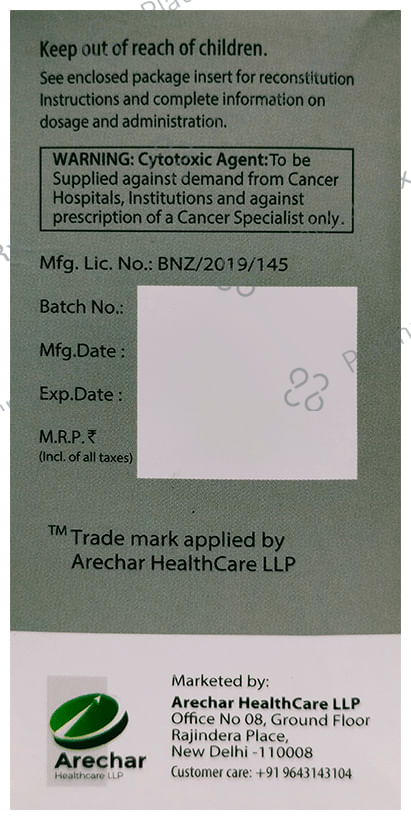 Keep out of reach of children.
See enclosed package insert for reconstitution
Instructions and complete information on
dosage and administration.
WARNING: Cytotoxic Agent:To be
Supplied against demand from Cancer
Hospitals, Institutions and against
prescription of a Cancer Specialist only.
Mfg. Lic. No.: BNZ/2019/145
Batch No.:
Mfg.Date :
Exp.Date :
M.R.P.₹
(Incl. of all taxes)
TM Trade mark applied by
Arechar HealthCare LLP
Marketed by:
Arechar HealthCare LLP
Office No 08, Ground Floor
Rajindera Place,
New Delhi -110008
Customer care: +91 9643143104
Arechar
Healthcare LLP